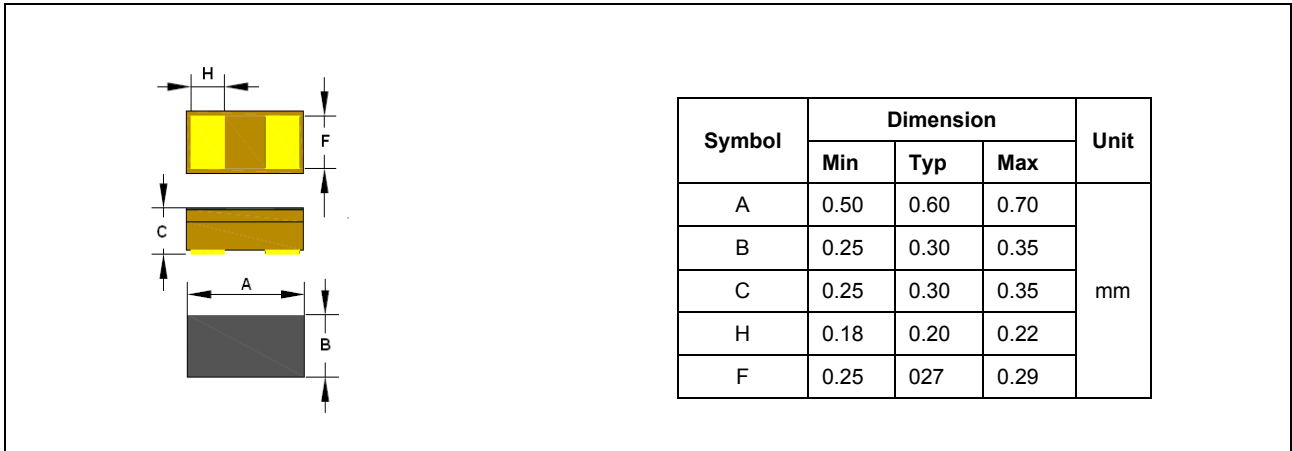 H
F
C
A
B
Symbol Dimension Unit
Min Typ Max
A 0.50 0.60 0.70
B 0.25 0.30 0.35
C 0.25 0.30 0.35 mm
H 0.18 0.20 0.22
F 0.25 027 0.29